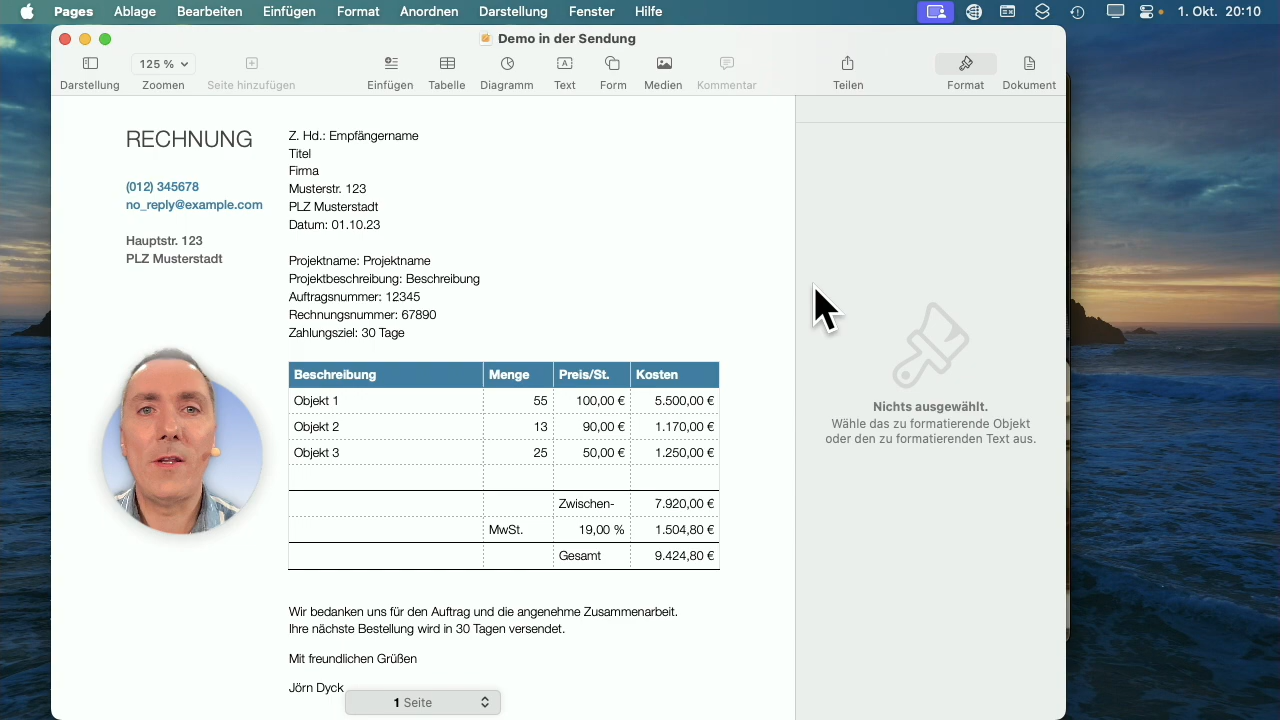 Pages Ablage Bearbeiten Einfügen Format Anordnen Darstellung Fenster Hilfe 1. Okt. 20:10
Demo in der Sendung
125 %
Darstellung Zoomen Seite hinzufügen Einfügen Tabelle Diagramm Text Form Medien Kommentar Teilen Format Dokument
RECHNUNG
(012) 345678
no_reply@example.com
Hauptstr. 123
PLZ Musterstadt
Z. Hd.: Empfängername
Titel
Firma
Musterstr. 123
PLZ Musterstadt
Datum: 01.10.23
Projektname: Projektname
Projektbeschreibung: Beschreibung
Auftragsnummer: 12345
Rechnungsnummer: 67890
Zahlungsziel: 30 Tage
Beschreibung Menge Preis/St. Kosten
Objekt 1 55 100,00 € 5.500,00 €
Objekt 2 13 90,00 € 1.170,00 €
Objekt 3 25 50,00 € 1.250,00 €
Zwischen- 7.920,00 €
MwSt. 19,00 % 1.504,80 €
Gesamt 9.424,80 €
Wir bedanken uns für den Auftrag und die angenehme Zusammenarbeit.
Ihre nächste Bestellung wird in 30 Tagen versendet.
Mit freundlichen Grüßen
Jörn Dyck
1 Seite
Nichts ausgewählt.
Wähle das zu formatierende Objekt
oder den zu formatierenden Text aus.